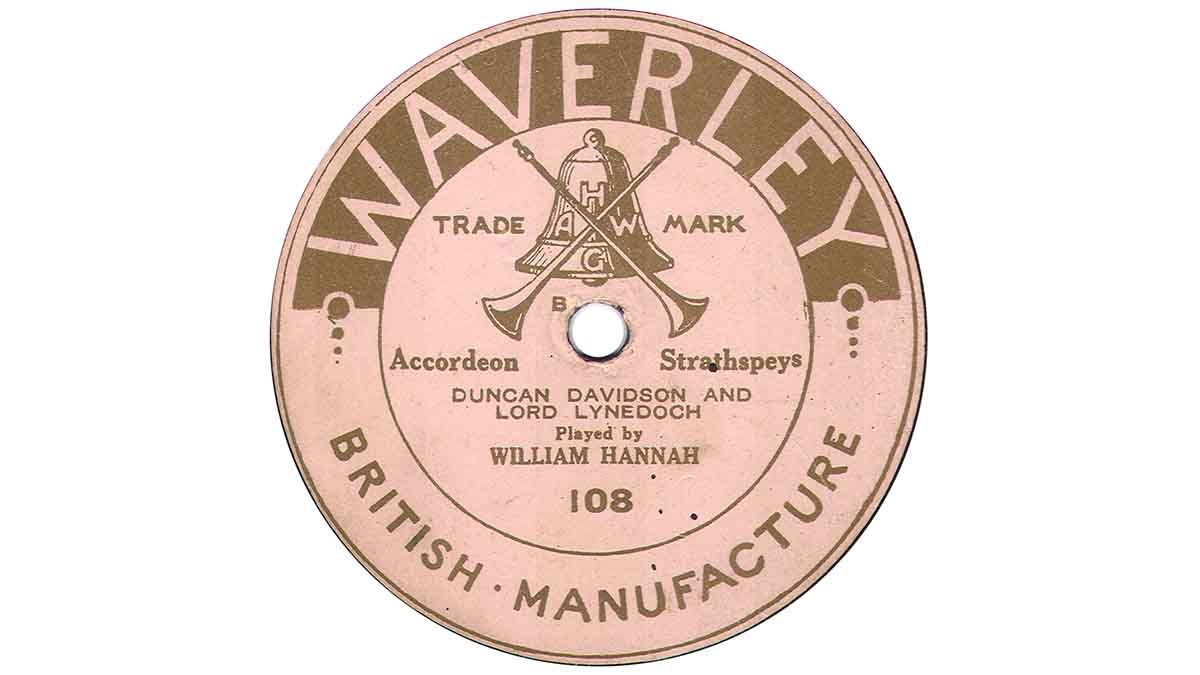 WAVERLEY
H
A W
G
TRADE MARK
B
Accordeon Strathspeys
DUNCAN DAVIDSON AND
LORD LYNEDOCH
Played by
WILLIAM HANNAH
108
BRITISH · MANUFACTURE